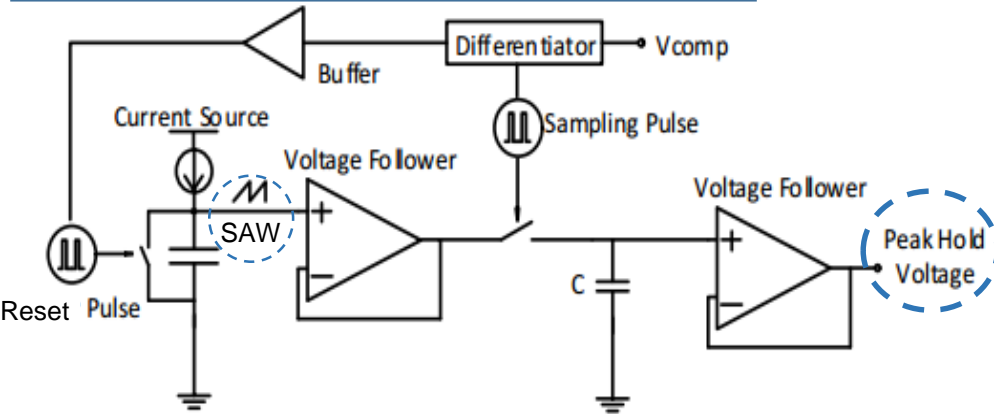 Differentiator
Vcomp
Buffer
Current Source
Sampling Pulse
Voltage Follower
Voltage Follower
+
SAW
+
Peak Hold
Voltage
−
C
−
Reset Pulse